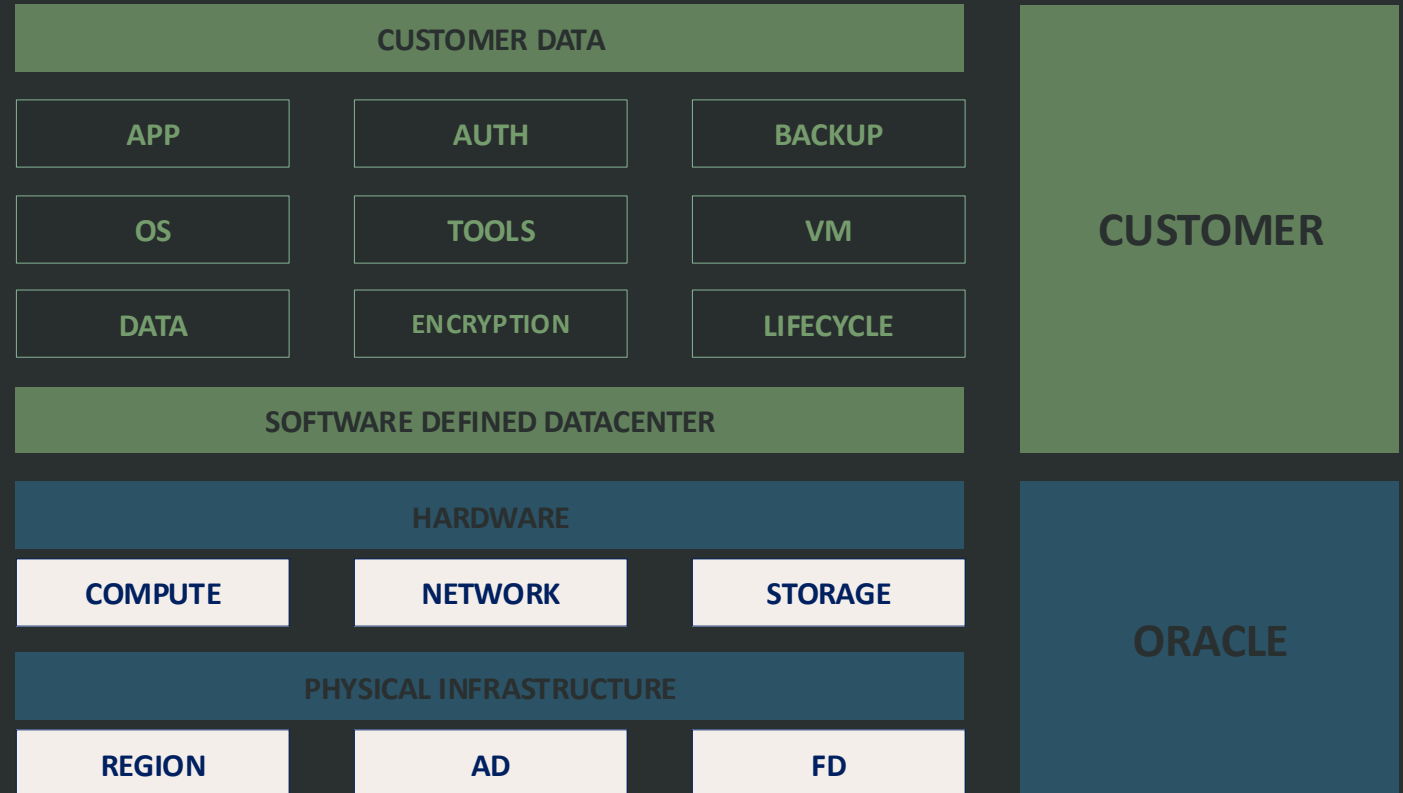 CUSTOMER DATA
APP
AUTH
BACKUP
OS
TOOLS
VM
DATA
ENCRYPTION
LIFECYCLE
SOFTWARE DEFINED DATACENTER
CUSTOMER
HARDWARE
COMPUTE
NETWORK
STORAGE
PHYSICAL INFRASTRUCTURE
REGION
AD
FD
ORACLE